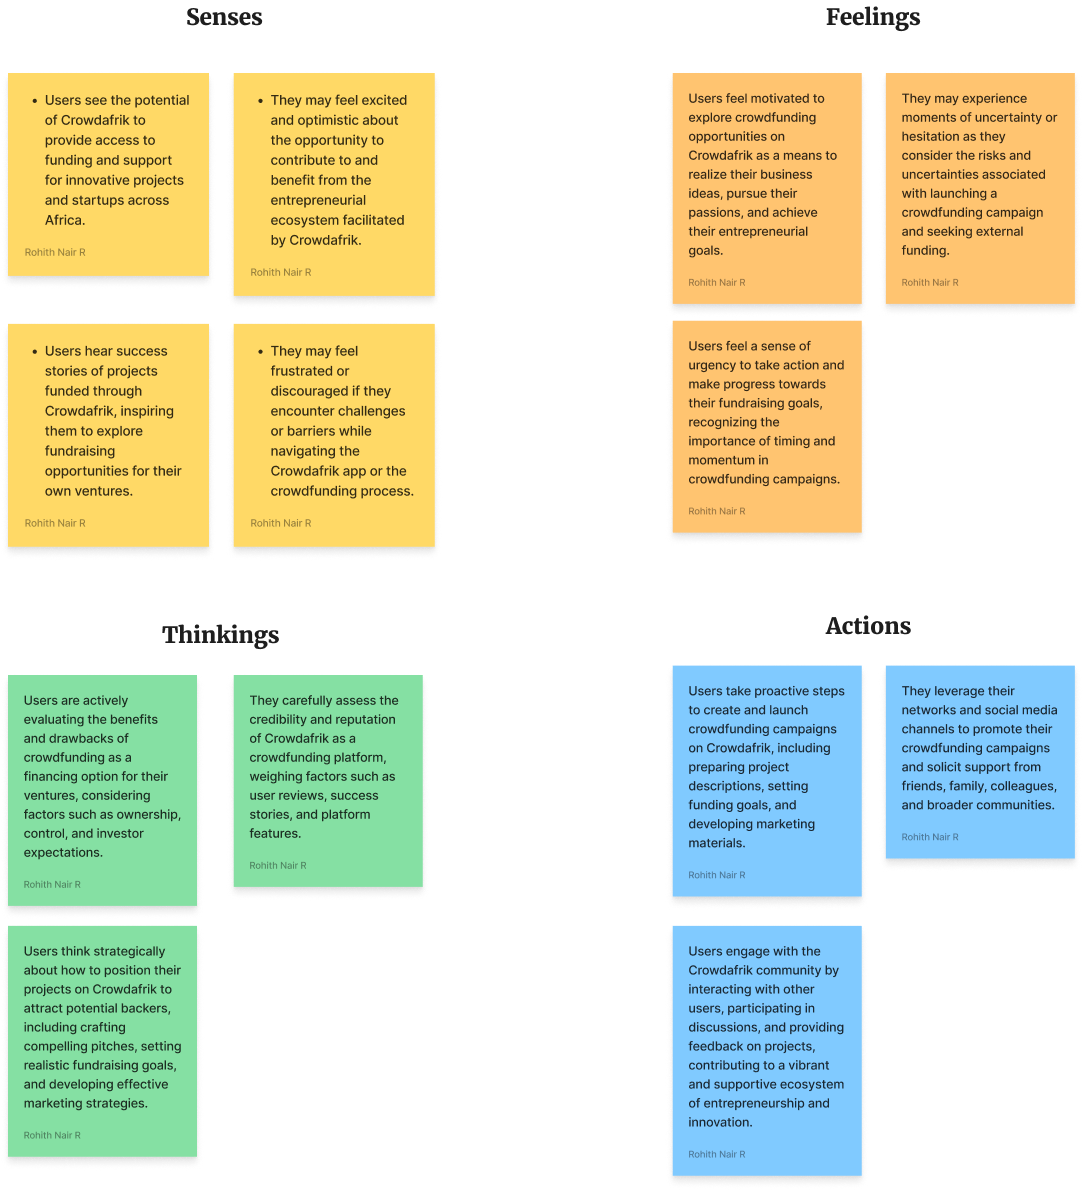 Senses
• Users see the potential
of Crowdafrik to
provide access to
funding and support
for innovative projects
and startups across
Africa.
Rohith Nair R
• They may feel excited
and optimistic about
the opportunity to
contribute to and
benefit from the
entrepreneurial
ecosystem facilitated
by Crowdafrik.
Rohith Nair R
• Users hear success
stories of projects
funded through
Crowdafrik, inspiring
them to explore
fundraising
opportunities for their
own ventures.
Rohith Nair R
• They may feel
frustrated or
discouraged if they
encounter challenges
or barriers while
navigating the
Crowdafrik app or the
crowdfunding process.
Rohith Nair R
Feelings
Users feel motivated to
explore crowdfunding
opportunities on
Crowdafrik as a means to
realize their business
ideas, pursue their
passions, and achieve
their entrepreneurial
goals.
Rohith Nair R
They may experience
moments of uncertainty or
hesitation as they
consider the risks and
uncertainties associated
with launching a
crowdfunding campaign
and seeking external
funding.
Rohith Nair R
Users feel a sense of
urgency to take action and
make progress towards
their fundraising goals,
recognizing the
importance of timing and
momentum in
crowdfunding campaigns.
Rohith Nair R
Thinkings
Users are actively
evaluating the benefits
and drawbacks of
crowdfunding as a
financing option for their
ventures, considering
factors such as ownership,
control, and investor
expectations.
Rohith Nair R
They carefully assess the
credibility and reputation
of Crowdafrik as a
crowdfunding platform,
weighing factors such as
user reviews, success
stories, and platform
features.
Rohith Nair R
Users think strategically
about how to position their
projects on Crowdafrik to
attract potential backers,
including crafting
compelling pitches, setting
realistic fundraising goals,
and developing effective
marketing strategies.
Rohith Nair R
Actions
Users take proactive steps
to create and launch
crowdfunding campaigns
on Crowdafrik, including
preparing project
descriptions, setting
funding goals, and
developing marketing
materials.
Rohith Nair R
They leverage their
networks and social media
channels to promote their
crowdfunding campaigns
and solicit support from
friends, family, colleagues,
and broader communities.
Rohith Nair R
Users engage with the
Crowdafrik community by
interacting with other
users, participating in
discussions, and providing
feedback on projects,
contributing to a vibrant
and supportive ecosystem
of entrepreneurship and
innovation.
Rohith Nair R